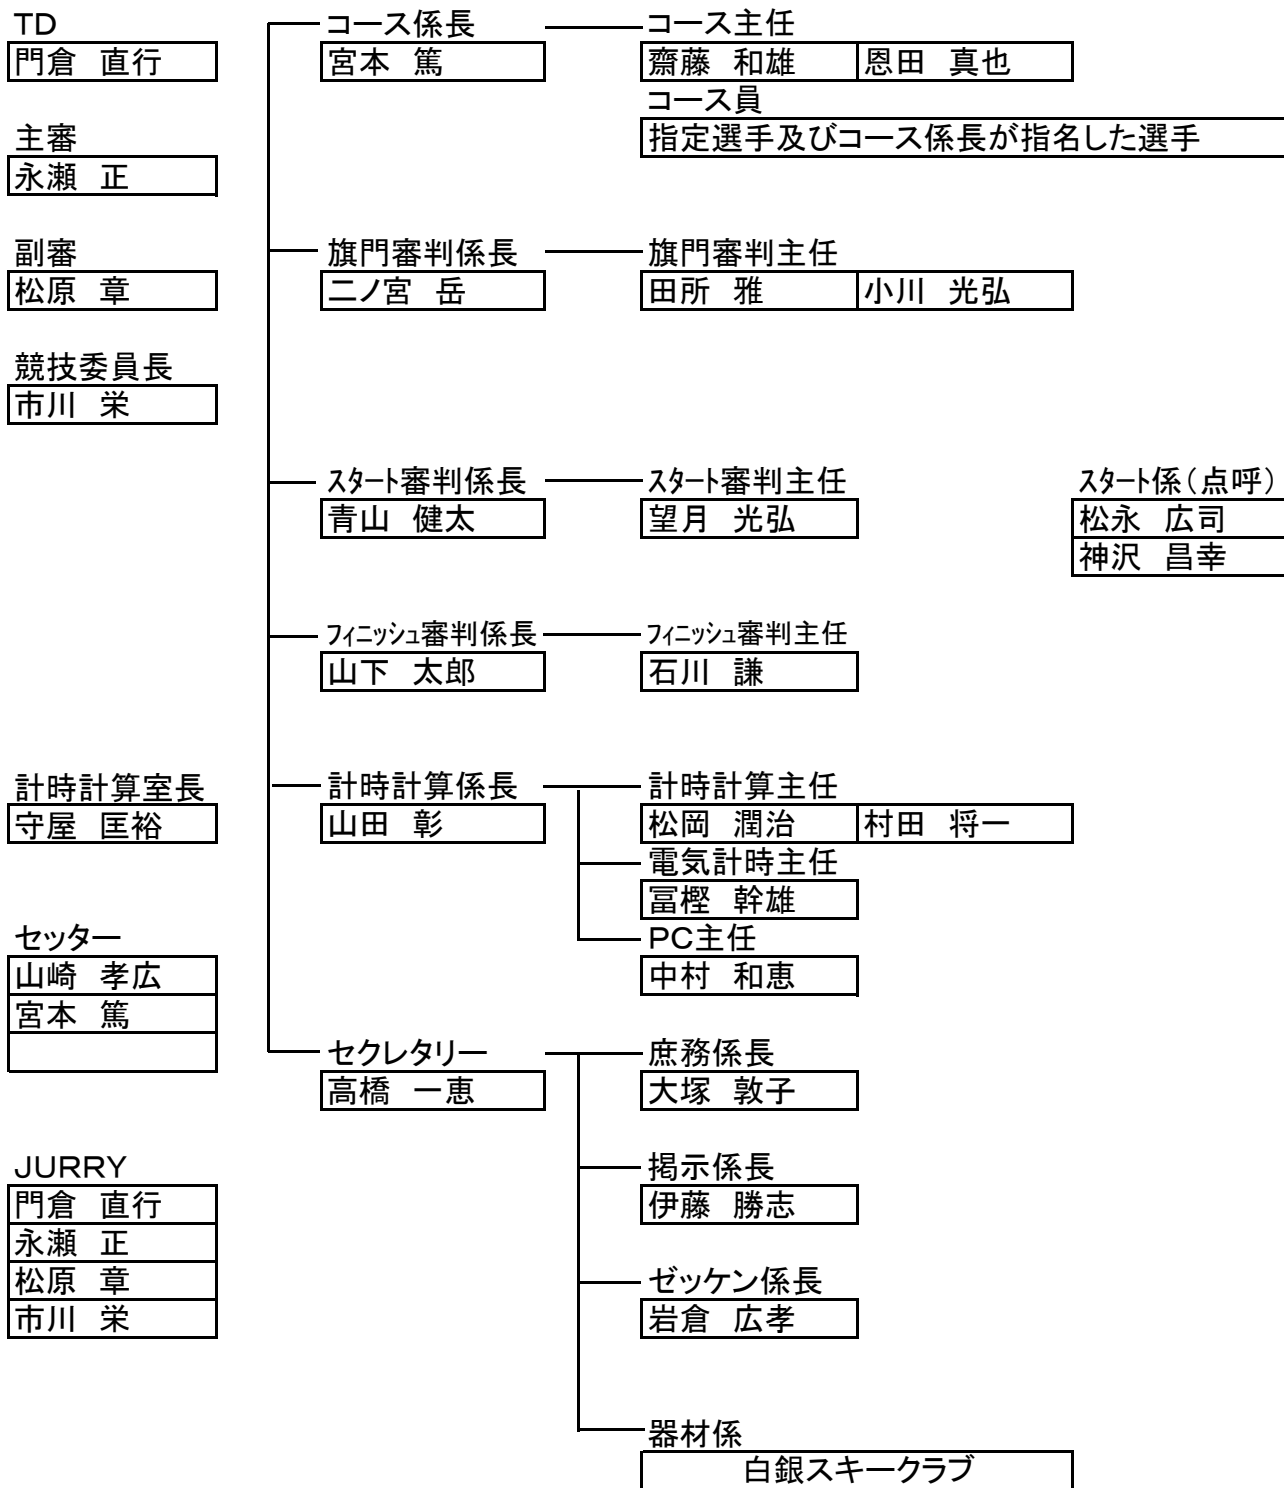 TD
門倉　直行
主審
永瀬　正
副審
松原　章
競技委員長
市川　栄
計時計算室長
守屋　匡裕
セッター
山崎　孝広
宮本　篤
JURRY
門倉　直行
永瀬　正
松原　章
市川　栄
コース係長
宮本　篤
コース主任
齋藤　和雄　恩田　真也
コース員
指定選手及びコース係長が指名した選手
旗門審判係長
二ノ宮　岳
旗門審判主任
田所　雅　小川　光弘
ｽﾀｰﾄ審判係長
青山　健太
ｽﾀｰﾄ審判主任
望月　光弘
ｽﾀｰﾄ係（点呼）
松永　広司
神沢　昌幸
ﾌｨﾆｯｼｭ審判係長
山下　太郎
ﾌｨﾆｯｼｭ審判主任
石川　謙
計時計算係長
山田　彰
計時計算主任
松岡　潤治　村田　将一
電気計時主任
冨樫　幹雄
PC主任
中村　和恵
セクレタリー
高橋　一恵
庶務係長
大塚　敦子
掲示係長
伊藤　勝志
ゼッケン係長
岩倉　広孝
器材係
白銀スキークラブ